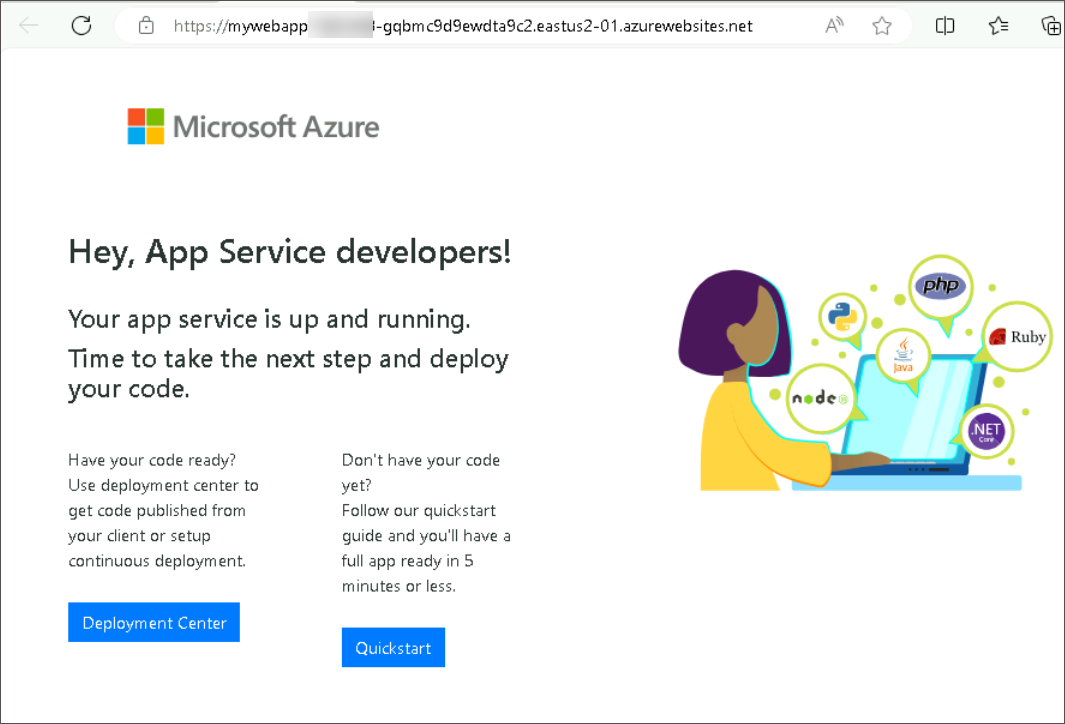 https://mywebapp-gqbmc9d9ewdta9c2.eastus2-01.azurewebsites.net
Microsoft Azure
Hey, App Service developers!
Your app service is up and running.
Time to take the next step and deploy
your code.
Have your code ready?
Use deployment center to
get code published from
your client or setup
continuous deployment.
Deployment Center
Don't have your code
yet?
Follow our quickstart
guide and you'll have a
full app ready in 5
minutes or less.
Quickstart
php
Ruby
Java
node
.NET
Core